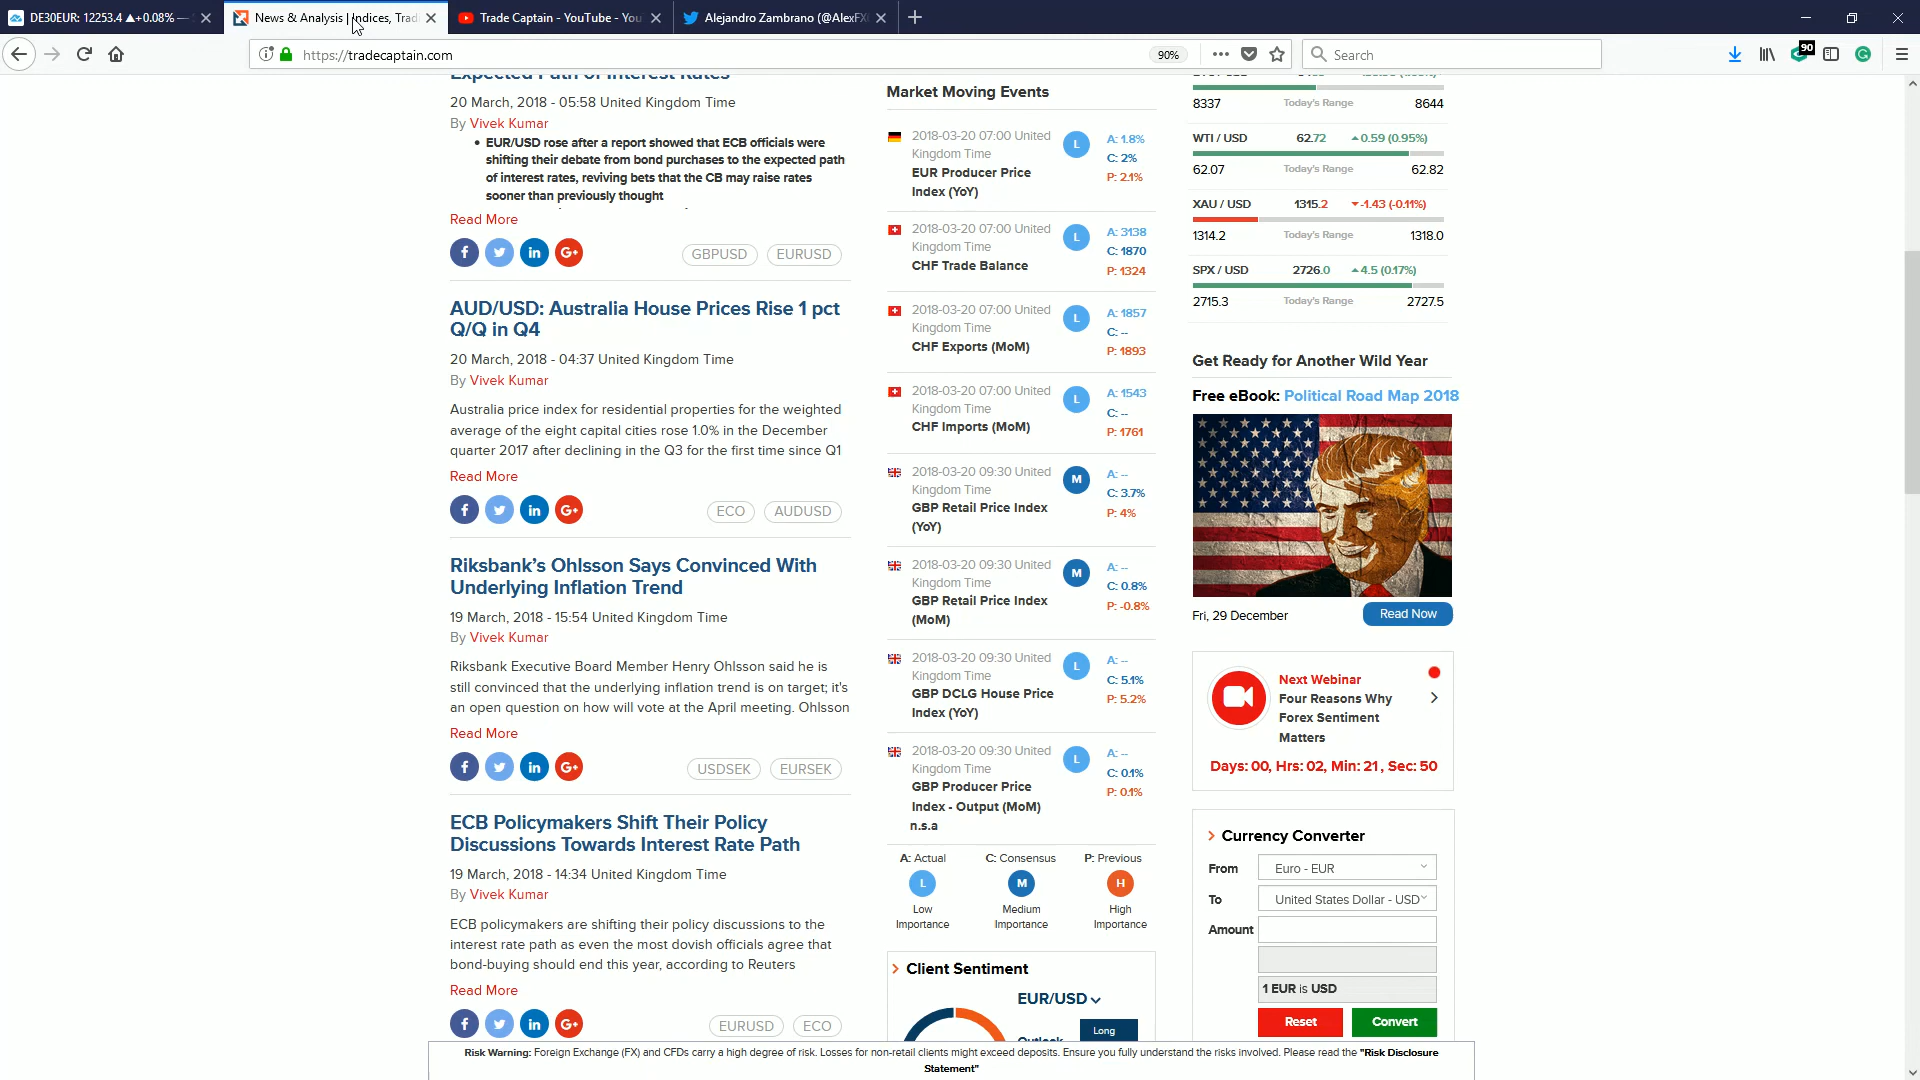 DE30EUR: 12253.4 ▲+0.08% —
News & Analysis | Indices, Tradi
Trade Captain - YouTube - You
Alejandro Zambrano (@AlexFX
https://tradecaptain.com
90%
Search
90
Expected Path of Interest Rates
20 March, 2018 - 05:58 United Kingdom Time
By Vivek Kumar
• EUR/USD rose after a report showed that ECB officials were
shifting their debate from bond purchases to the expected path
of interest rates, reviving bets that the CB may raise rates
sooner than previously thought
Read More
GBPUSD
EURUSD
AUD/USD: Australia House Prices Rise 1 pct
Q/Q in Q4
20 March, 2018 - 04:37 United Kingdom Time
By Vivek Kumar
Australia price index for residential properties for the weighted
average of the eight capital cities rose 1.0% in the December
quarter 2017 after declining in the Q3 for the first time since Q1
Read More
ECO
AUDUSD
Riksbank’s Ohlsson Says Convinced With
Underlying Inflation Trend
19 March, 2018 - 15:54 United Kingdom Time
By Vivek Kumar
Riksbank Executive Board Member Henry Ohlsson said he is
still convinced that the underlying inflation trend is on target; it's
an open question on how will vote at the April meeting. Ohlsson
Read More
USDSEK
EURSEK
ECB Policymakers Shift Their Policy
Discussions Towards Interest Rate Path
19 March, 2018 - 14:34 United Kingdom Time
By Vivek Kumar
ECB policymakers are shifting their policy discussions to the
interest rate path as even the most dovish officials agree that
bond-buying should end this year, according to Reuters
Read More
EURUSD
ECO
Market Moving Events
2018-03-20 07:00 United
Kingdom Time
EUR Producer Price
Index (YoY)
L
A: 1.8%
C: 2%
P: 2.1%
2018-03-20 07:00 United
Kingdom Time
CHF Trade Balance
L
A: 3138
C: 1870
P: 1324
2018-03-20 07:00 United
Kingdom Time
CHF Exports (MoM)
L
A: 1857
C: --
P: 1893
2018-03-20 07:00 United
Kingdom Time
CHF Imports (MoM)
L
A: 1543
C: --
P: 1761
2018-03-20 09:30 United
Kingdom Time
GBP Retail Price Index
(YoY)
M
A: --
C: 3.7%
P: 4%
2018-03-20 09:30 United
Kingdom Time
GBP Retail Price Index
(MoM)
M
A: --
C: 0.8%
P: -0.8%
2018-03-20 09:30 United
Kingdom Time
GBP DCLG House Price
Index (YoY)
L
A: --
C: 5.1%
P: 5.2%
2018-03-20 09:30 United
Kingdom Time
GBP Producer Price
Index - Output (MoM)
n.s.a
L
A: --
C: 0.1%
P: 0.1%
A: Actual
C: Consensus
P: Previous
L
M
H
Low
Importance
Medium
Importance
High
Importance
Client Sentiment
EUR/USD
Outlook
Long
8337 Today's Range 8644
WTI / USD 62.72 0.59 (0.95%)
62.07 Today's Range 62.82
XAU / USD 1315.2 -1.43 (-0.11%)
1314.2 Today's Range 1318.0
SPX / USD 2726.0 4.5 (0.17%)
2715.3 Today's Range 2727.5
Get Ready for Another Wild Year
Free eBook: Political Road Map 2018
Fri, 29 December
Read Now
Next Webinar
Four Reasons Why
Forex Sentiment
Matters
Days: 00, Hrs: 02, Min: 21 , Sec: 50
Currency Converter
From
Euro - EUR
To
United States Dollar - USD
Amount
1 EUR is USD
Reset
Convert
Risk Warning: Foreign Exchange (FX) and CFDs carry a high degree of risk. Losses for non-retail clients might exceed deposits. Ensure you fully understand the risks involved. Please read the "Risk Disclosure
Statement"